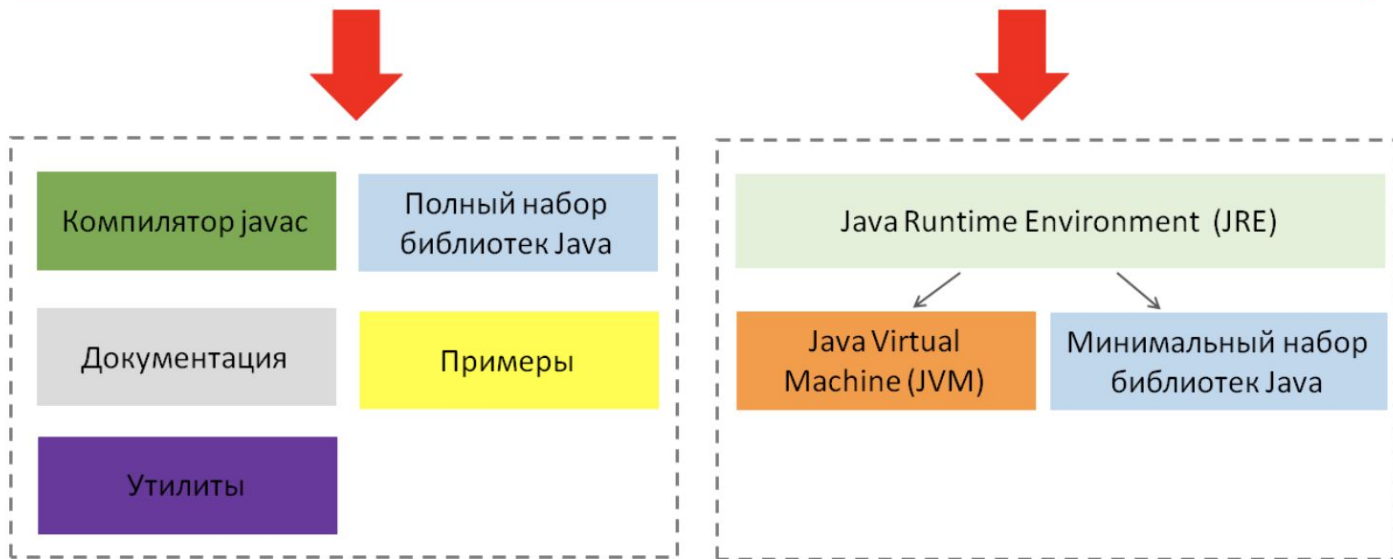 Компилятор javac
Полный набор
библиотек Java
Документация
Примеры
Утилиты
Java Runtime Environment (JRE)
Java Virtual
Machine (JVM)
Минимальный набор
библиотек Java